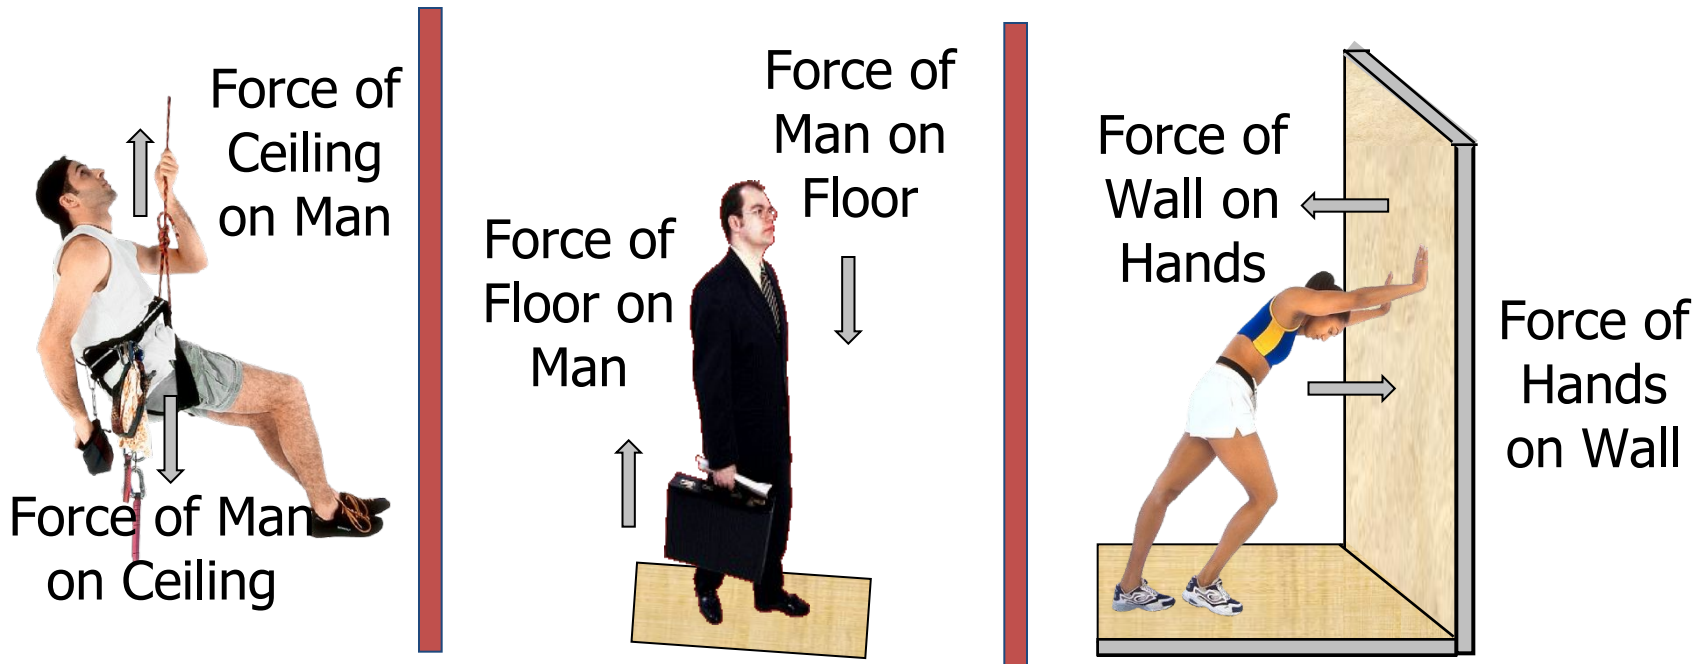 Force of
Ceiling
on Man
Force of Man
on Ceiling
Force of
Floor on
Man
Force of
Man on
Floor
Force of
Wall on
Hands
Force of
Hands
on Wall